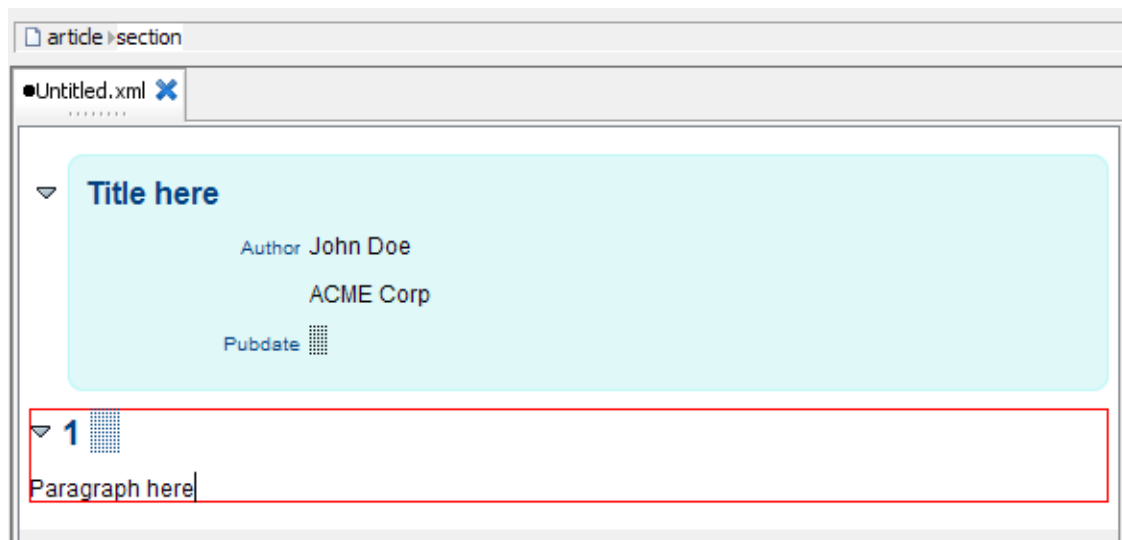 article section
Untitled.xml
Title here
Author John Doe
ACME Corp
Pubdate
1
Paragraph here